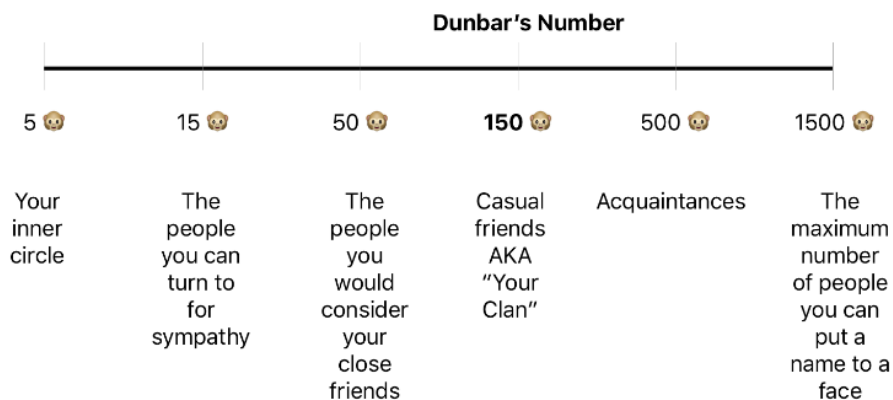 Dunbar's Number
5 🐵
15 🐵
50 🐵
150 🐵
500 🐵
1500 🐵
Your
inner
circle
The
people
you can
turn to
for
sympathy
The
people
you
would
consider
your
close
friends
Casual
friends
AKA
"Your
Clan"
Acquaintances
The
maximum
number
of people
you can
put a
name to a
face